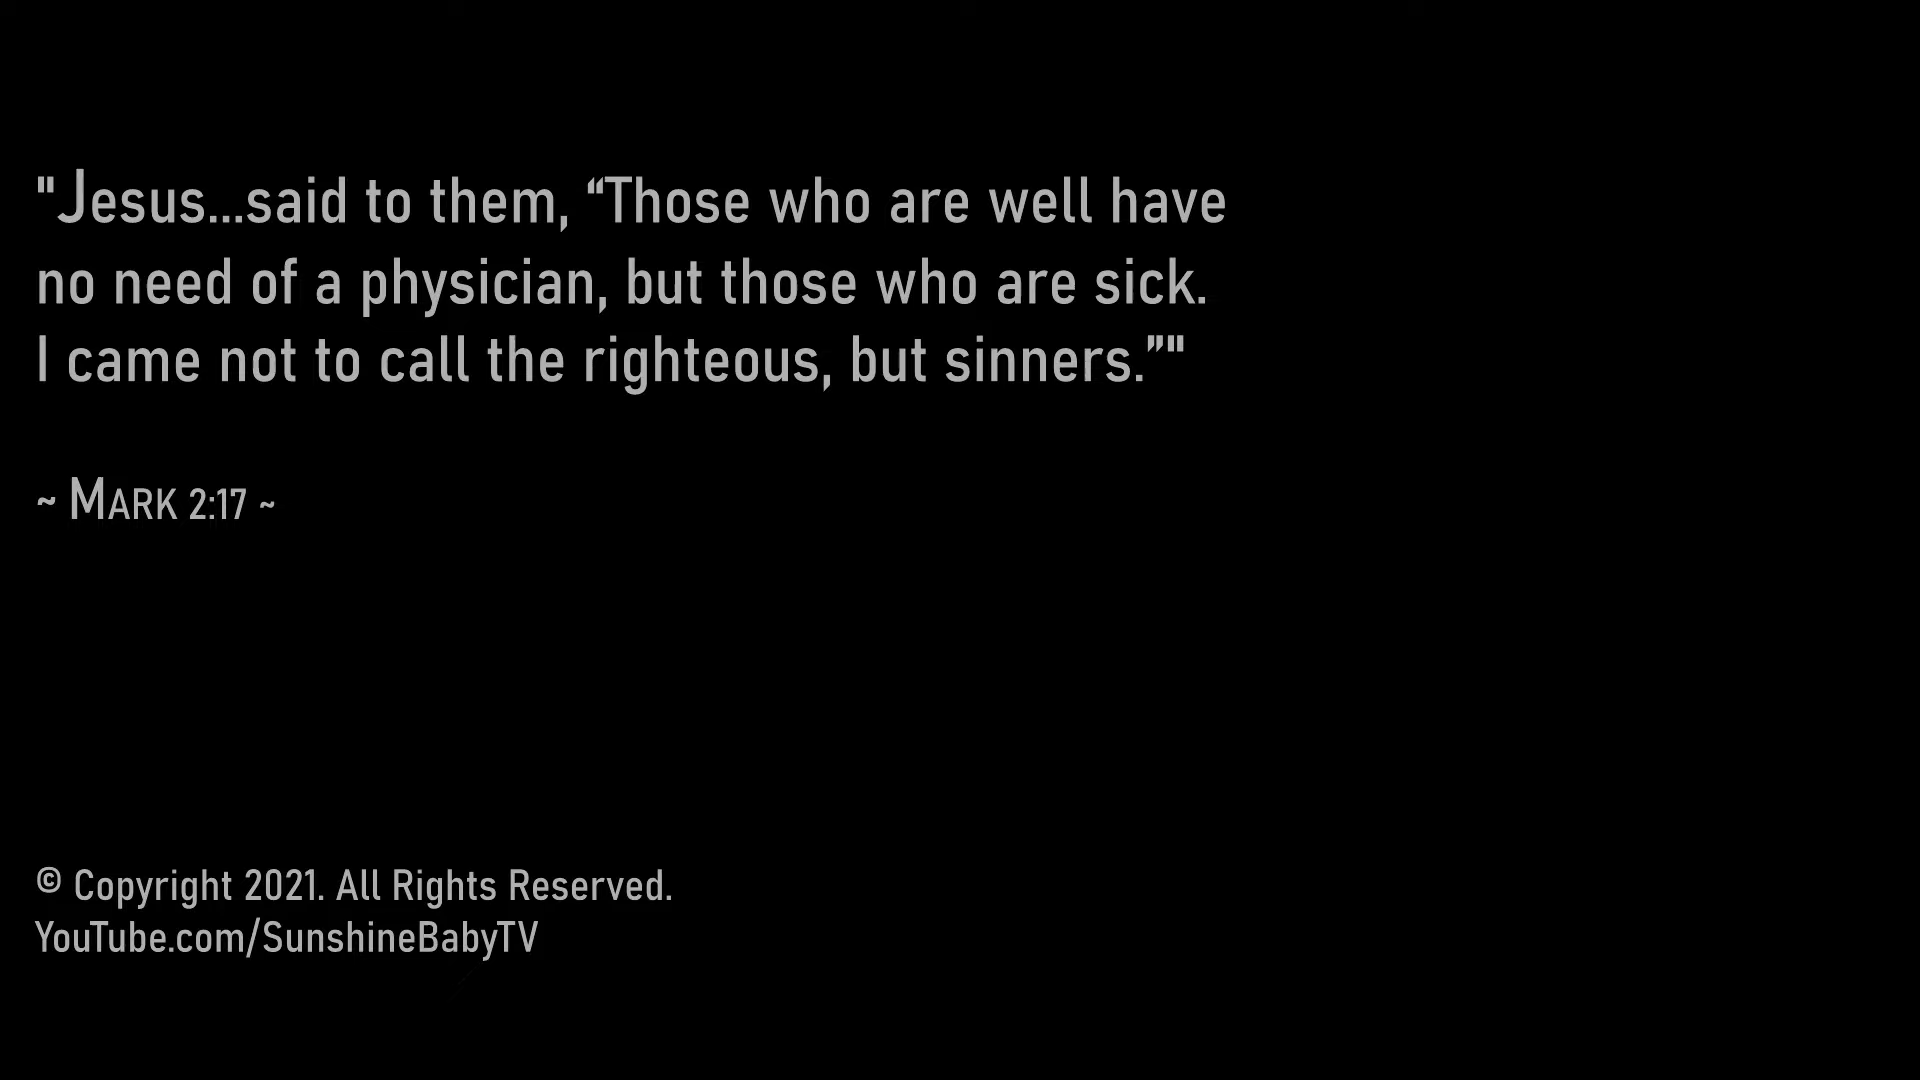 "Jesus...said to them, “Those who are well have
no need of a physician, but those who are sick.
I came not to call the righteous, but sinners.”"
~ MARK 2:17 ~
© Copyright 2021. All Rights Reserved.
YouTube.com/SunshineBabyTV